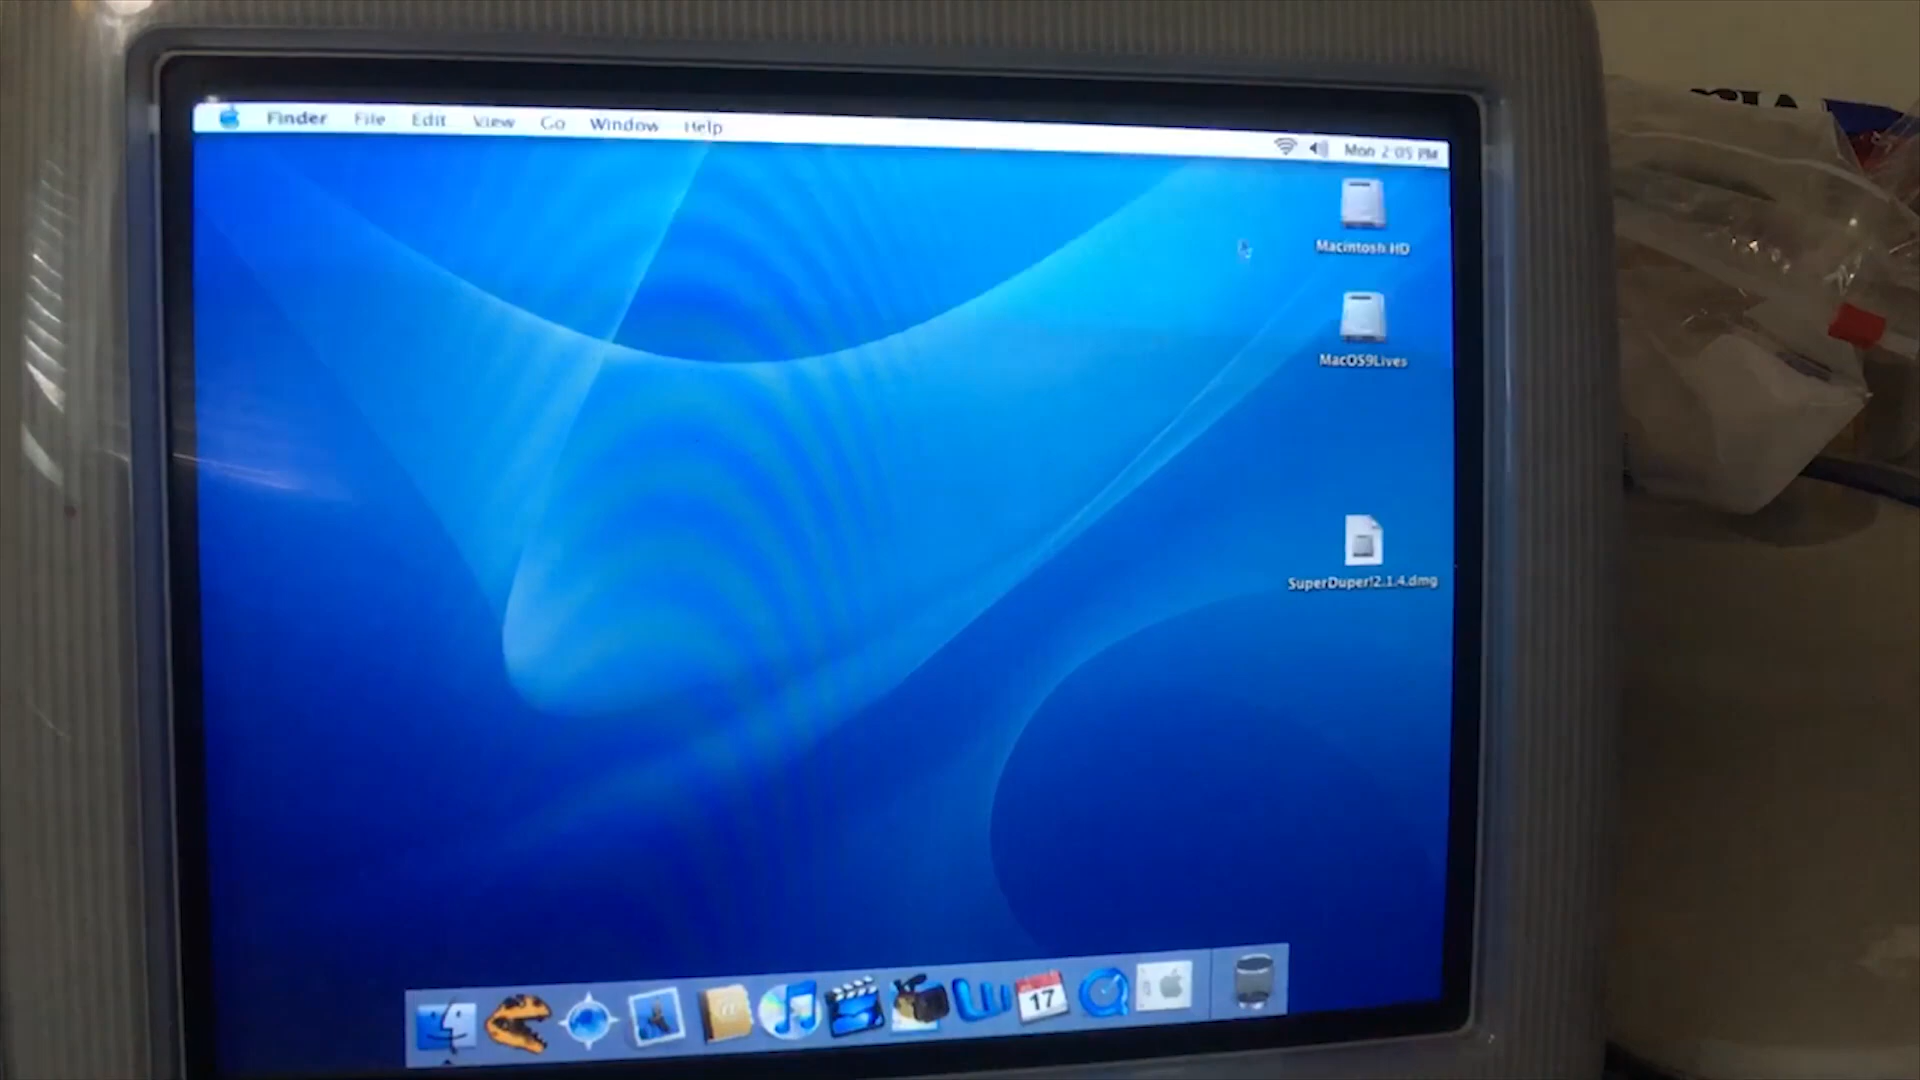 Finder File Edit View Go Window Help
Mon 2:05 PM
Macintosh HD
MacOS9Lives
SuperDuper!2.1.4.dmg
17